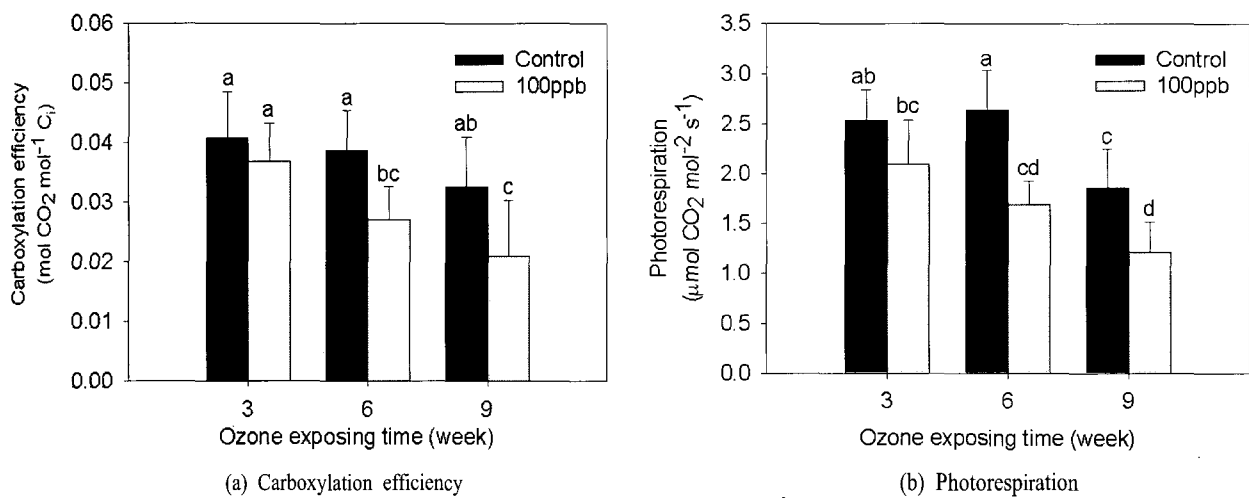 Carboxylation efficiency
(mol CO₂ mol⁻¹ Cᵢ)
0.06
0.05
0.04
0.03
0.02
0.01
0.00
Control
100ppb
a
a
a
bc
ab
c
3
6
9
Ozone exposing time (week)
(a) Carboxylation efficiency
Photorespiration
(μmol CO₂ mol⁻² s⁻¹)
3.5
3.0
2.5
2.0
1.5
1.0
0.5
0.0
Control
100ppb
ab
bc
a
cd
c
d
3
6
9
Ozone exposing time (week)
(b) Photorespiration